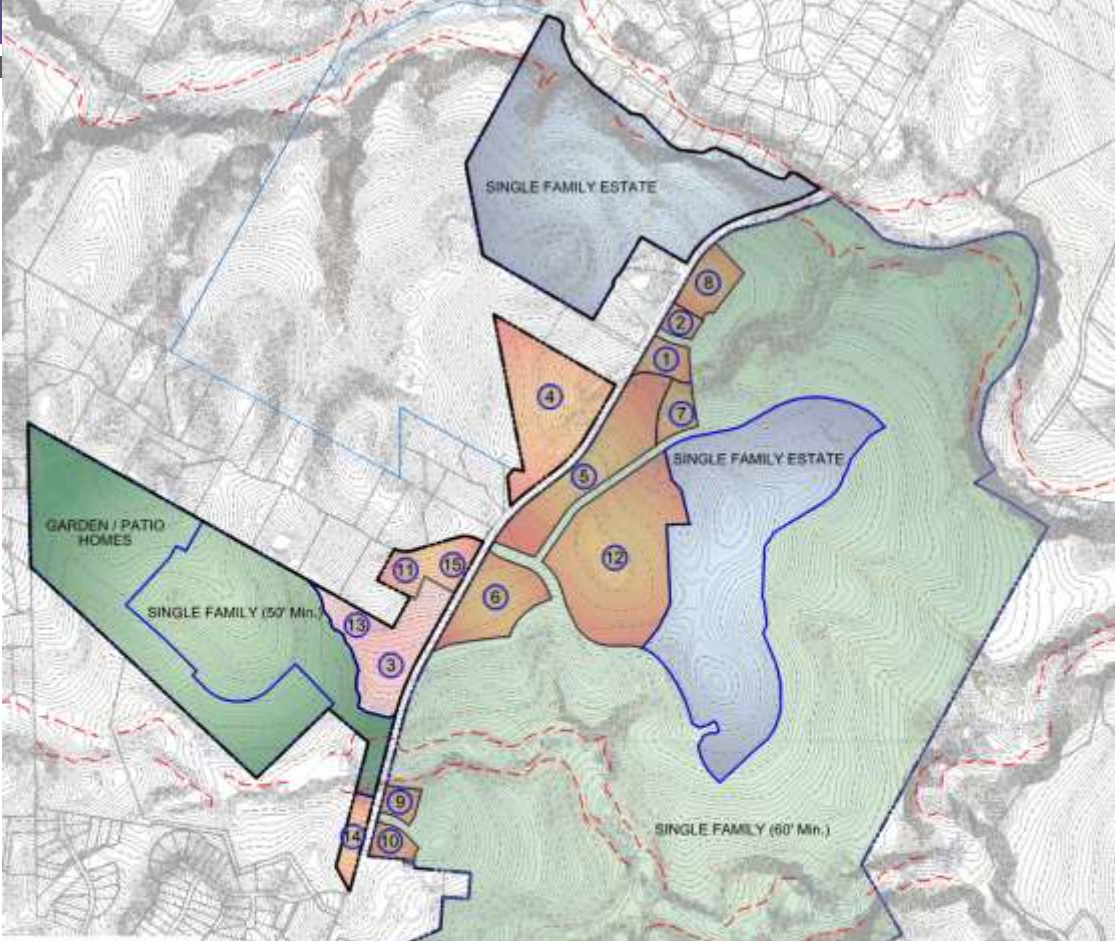 SINGLE FAMILY ESTATE
8
2
1
4
7
SINGLE FAMILY ESTATE
5
GARDEN / PATIO
HOMES
12
11
15
6
SINGLE FAMILY (50' Min.)
13
3
9
SINGLE FAMILY (60' Min.)
14
10